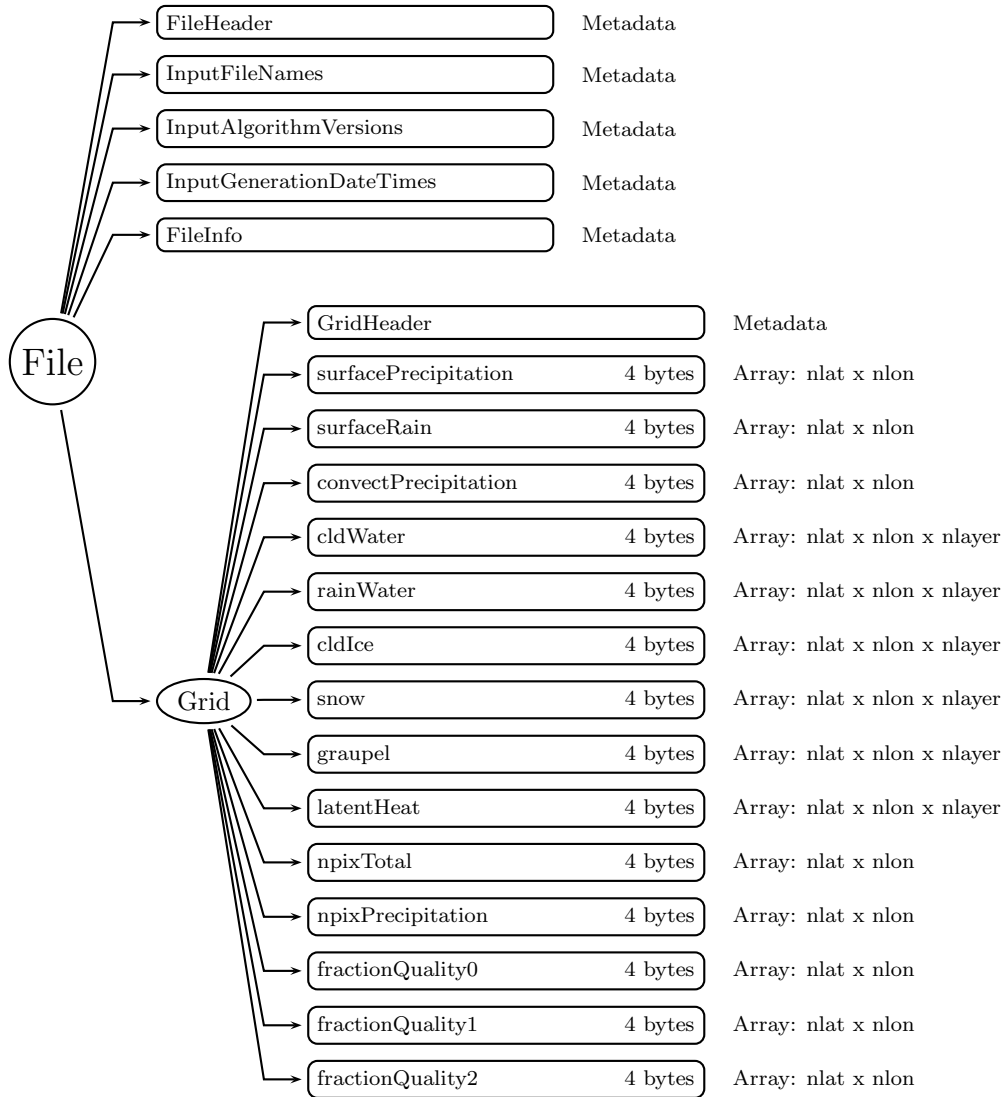 FileHeader Metadata
InputFileNames Metadata
InputAlgorithmVersions Metadata
InputGenerationDateTimes Metadata
FileInfo Metadata
File
GridHeader Metadata
surfacePrecipitation 4 bytes Array: nlat x nlon
surfaceRain 4 bytes Array: nlat x nlon
convectPrecipitation 4 bytes Array: nlat x nlon
cldWater 4 bytes Array: nlat x nlon x nlayer
rainWater 4 bytes Array: nlat x nlon x nlayer
cldIce 4 bytes Array: nlat x nlon x nlayer
Grid
snow 4 bytes Array: nlat x nlon x nlayer
graupel 4 bytes Array: nlat x nlon x nlayer
latentHeat 4 bytes Array: nlat x nlon x nlayer
npixTotal 4 bytes Array: nlat x nlon
npixPrecipitation 4 bytes Array: nlat x nlon
fractionQuality0 4 bytes Array: nlat x nlon
fractionQuality1 4 bytes Array: nlat x nlon
fractionQuality2 4 bytes Array: nlat x nlon